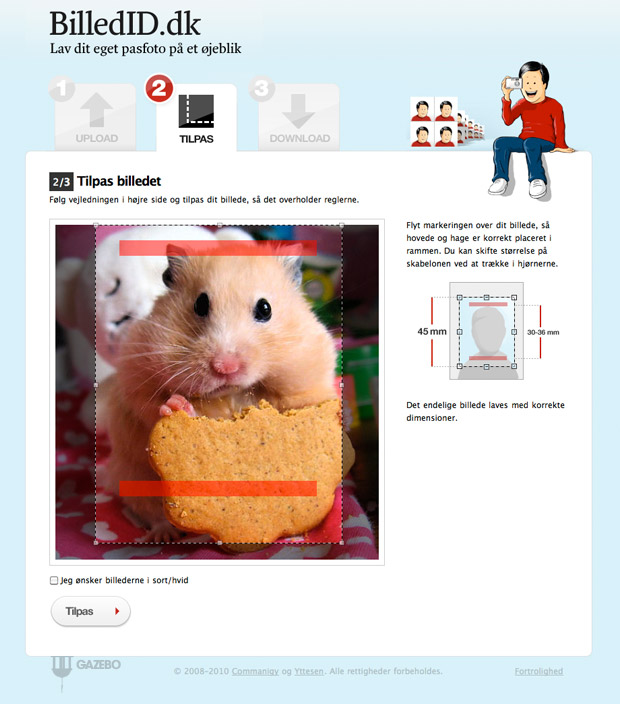 BilledID.dk
Lav dit eget pasfoto på et øjeblik
1
UPLOAD
2
TILPAS
3
DOWNLOAD
2/3 Tilpas billedet
Følg vejledningen i højre side og tilpas dit billede, så det overholder reglerne.
Flyt markeringen over dit billede, så
hovede og hage er korrekt placeret i
rammen. Du kan skifte størrelse på
skabelonen ved at trække i hjørnerne.
45 mm
30-36 mm
Det endelige billede laves med korrekte
dimensioner.
Jeg ønsker billederne i sort/hvid
Tilpas
GAZEBO
© 2008-2010 Commanigy og Yttesen. Alle rettigheder forbeholdes.
Fortrolighed